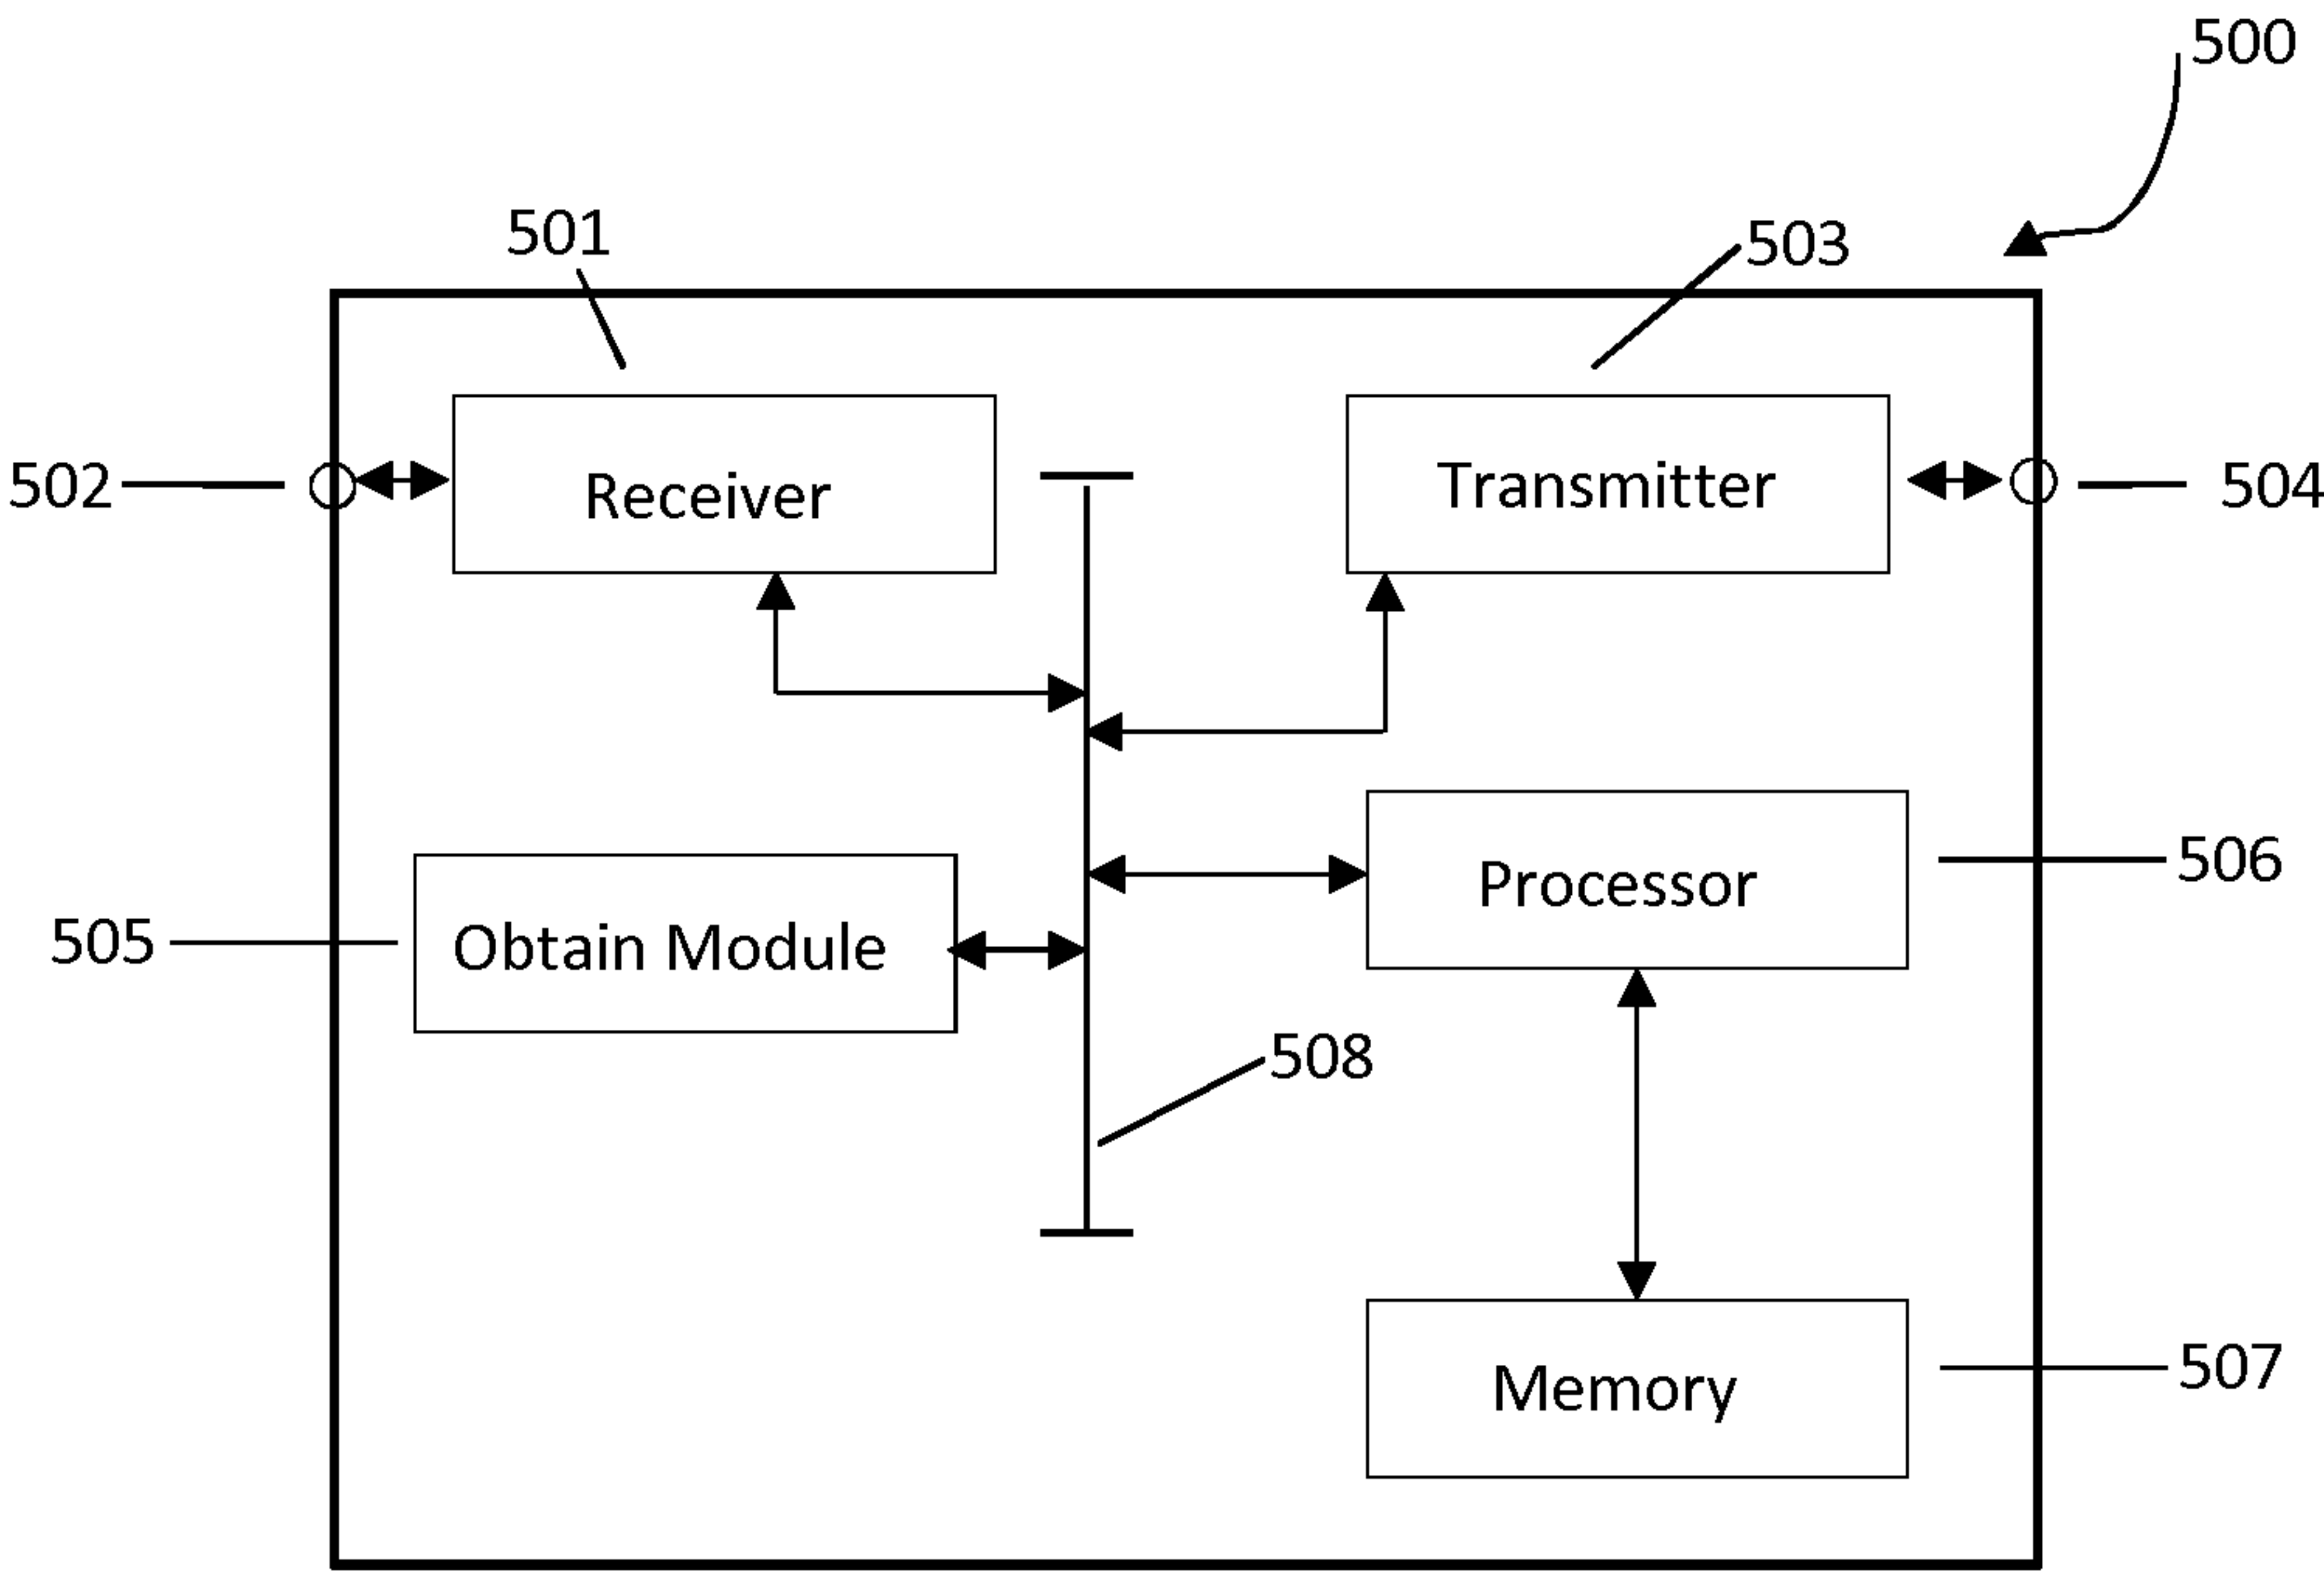 500
501
503
502
Receiver
Transmitter
504
Processor
506
505
Obtain Module
508
Memory
507